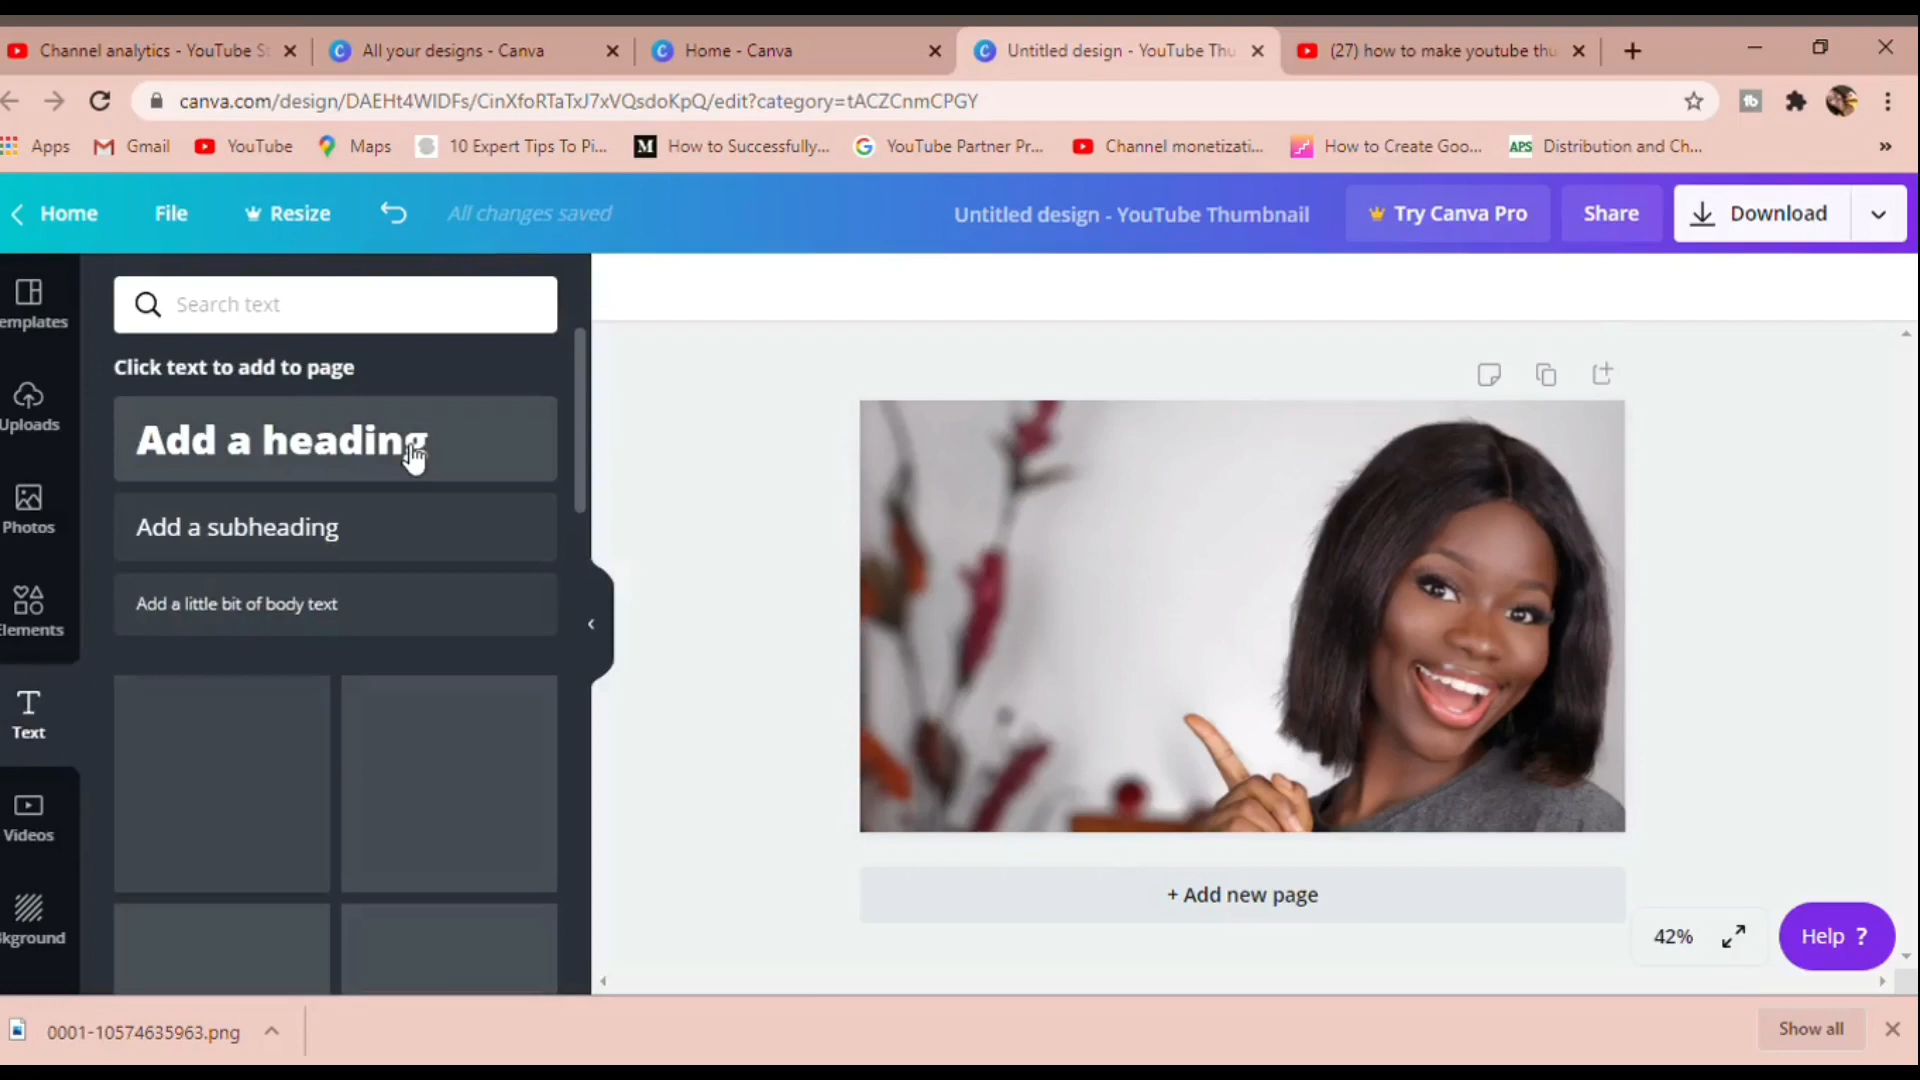 Channel analytics - YouTube St
All your designs - Canva
Home - Canva
Untitled design - YouTube Thu
(27) how to make youtube thu
canva.com/design/DAEHt4WIDFs/CinXfoRTaTxJ7xVQsdoKpQ/edit?category=tACZCnmCPGY
Apps
Gmail
YouTube
Maps
10 Expert Tips To Pi...
M
How to Successfully...
YouTube Partner Pr...
Channel monetizati...
How to Create Goo...
APS
Distribution and Ch...
Home
File
Resize
All changes saved
Untitled design - YouTube Thumbnail
Try Canva Pro
Share
Download
Search text
Click text to add to page
Add a heading
Add a subheading
Add a little bit of body text
emplates
Uploads
Photos
Elements
Text
Videos
kground
+ Add new page
42%
Help ?
0001-10574635963.png
Show all